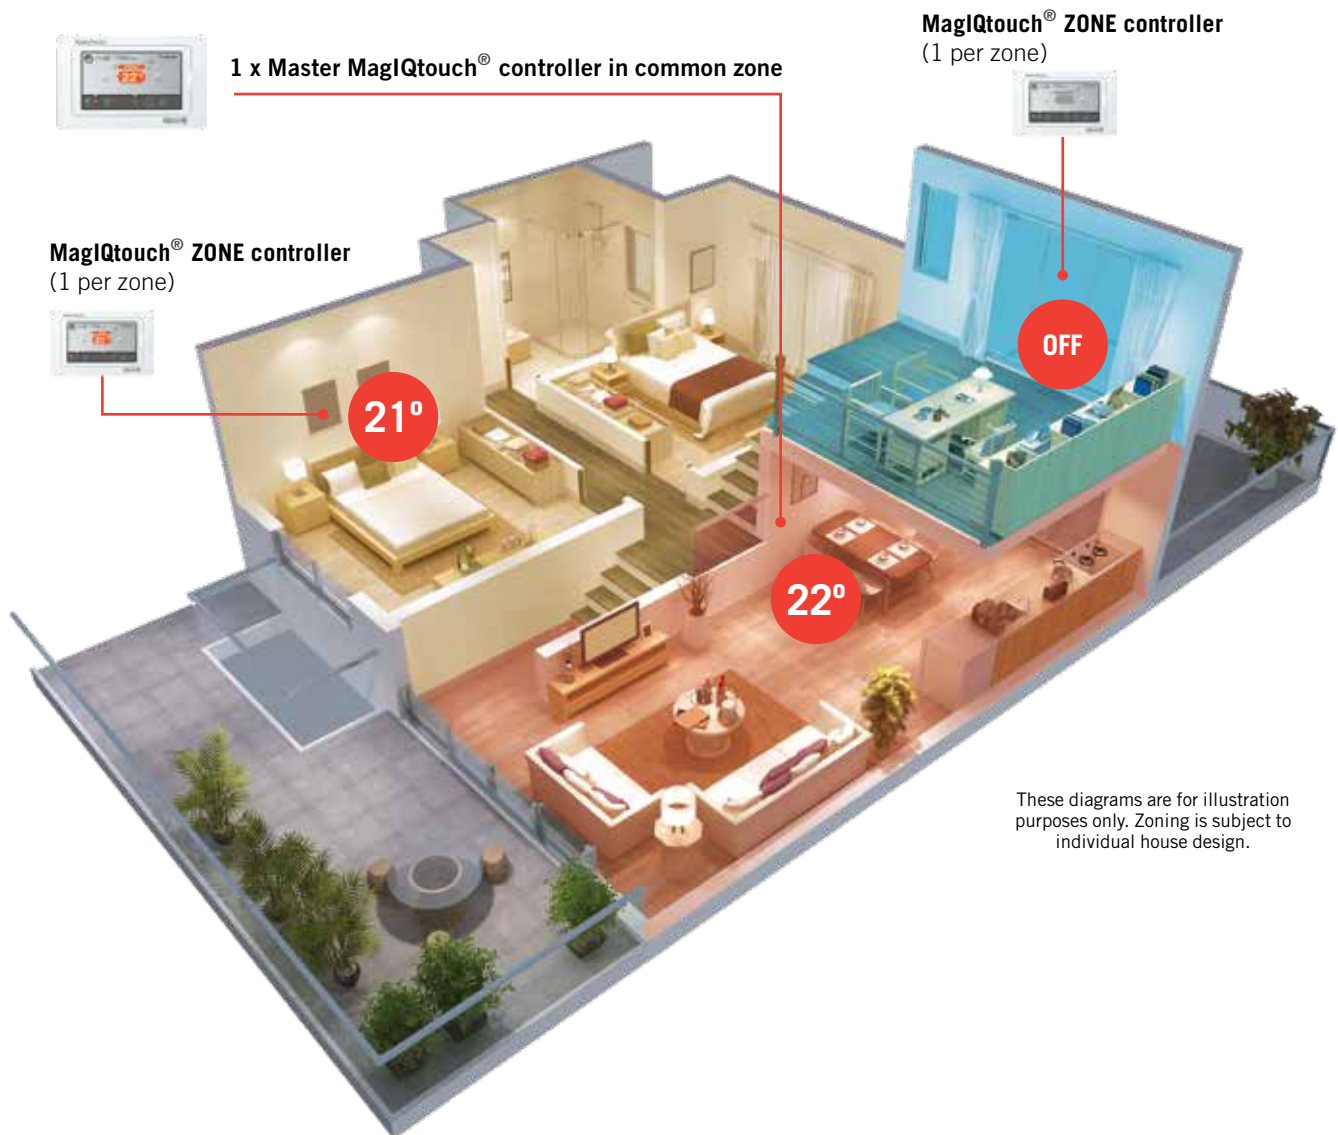 MagIQtouch® ZONE controller
(1 per zone)
1 x Master MagIQtouch® controller in common zone
MagIQtouch® ZONE controller
(1 per zone)
OFF
21º
22º
22º
These diagrams are for illustration
purposes only. Zoning is subject to
individual house design.